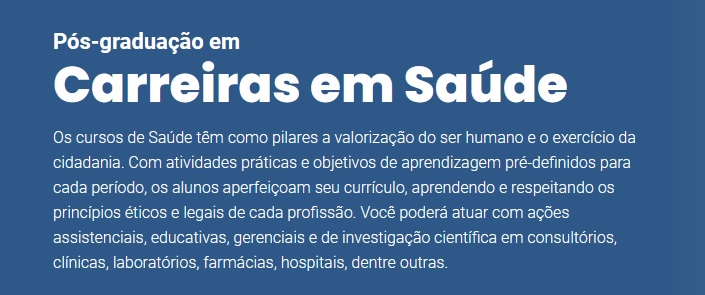 Pós-graduação em
Carreiras em Saúde
Os cursos de Saúde têm como pilares a valorização do ser humano e o exercício da
cidadania. Com atividades práticas e objetivos de aprendizagem pré-definidos para
cada período, os alunos aperfeiçoam seu currículo, aprendendo e respeitando os
princípios éticos e legais de cada profissão. Você poderá atuar com ações
assistenciais, educativas, gerenciais e de investigação científica em consultórios,
clínicas, laboratórios, farmácias, hospitais, dentre outras.